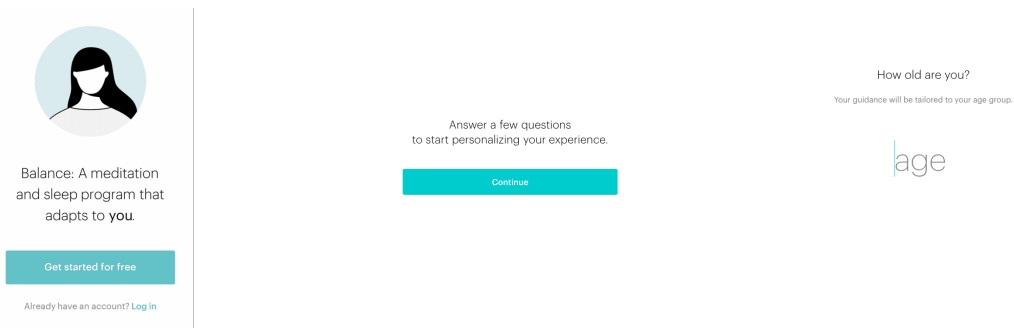 Balance: A meditation
and sleep program that
adapts to you.
Get started for free
Already have an account? Log in
Answer a few questions
to start personalizing your experience.
Continue
How old are you?
Your guidance will be tailored to your age group.
age